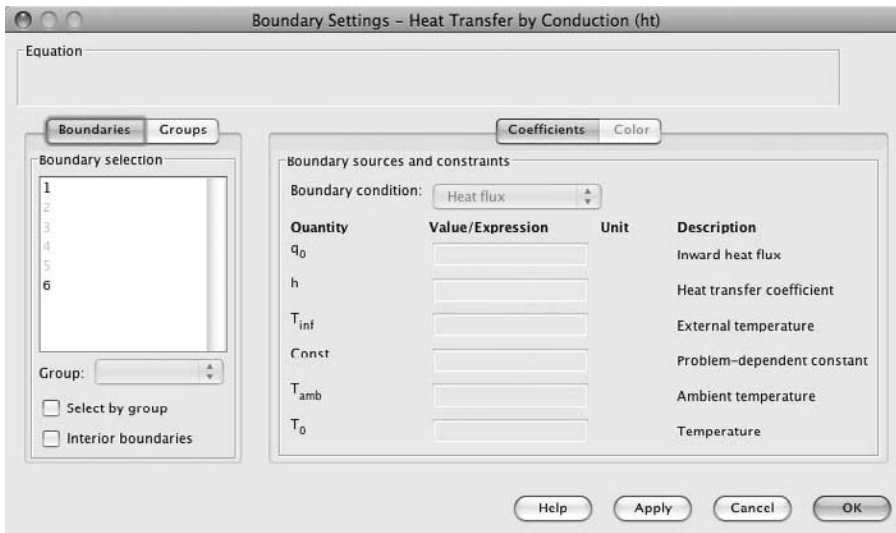 Boundary Settings – Heat Transfer by Conduction (ht)
Equation
Boundaries Groups
Boundary selection
1
2
3
4
5
6
Group:
Select by group
Interior boundaries
Coefficients Color
Boundary sources and constraints
Boundary condition: Heat flux
Quantity Value/Expression Unit Description
q0 Inward heat flux
h Heat transfer coefficient
Tinf External temperature
Const Problem-dependent constant
Tamb Ambient temperature
T0 Temperature
Help Apply Cancel OK